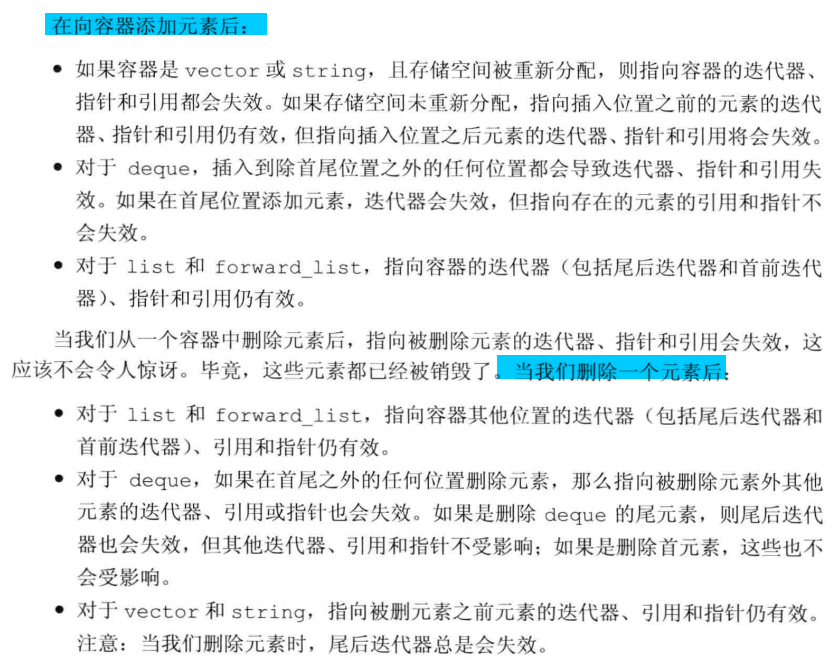 在向容器添加元素后：
● 如果容器是 vector 或 string，且存储空间被重新分配，则指向容器的迭代器、
指针和引用都会失效。如果存储空间未重新分配，指向插入位置之前的元素的迭代
器、指针和引用仍有效，但指向插入位置之后元素的迭代器、指针和引用将会失效。
● 对于 deque，插入到除首尾位置之外的任何位置都会导致迭代器、指针和引用失
效。如果在首尾位置添加元素，迭代器会失效，但指向存在的元素的引用和指针不
会失效。
● 对于 list 和 forward_list，指向容器的迭代器（包括尾后迭代器和首前迭代
器）、指针和引用仍有效。
当我们从一个容器中删除元素后，指向被删除元素的迭代器、指针和引用会失效，这
应该不会令人惊讶。毕竟，这些元素都已经被销毁了。当我们删除一个元素后：
● 对于 list 和 forward_list，指向容器其他位置的迭代器（包括尾后迭代器和
首前迭代器）、引用和指针仍有效。
● 对于 deque，如果在首尾之外的任何位置删除元素，那么指向被删除元素外其他
元素的迭代器、引用或指针也会失效。如果是删除 deque 的尾元素，则尾后迭代
器也会失效，但其他迭代器、引用和指针不受影响；如果是删除首元素，这些也不
会受影响。
● 对于 vector 和 string，指向被删元素之前元素的迭代器、引用和指针仍有效。
注意：当我们删除元素时，尾后迭代器总是会失效。